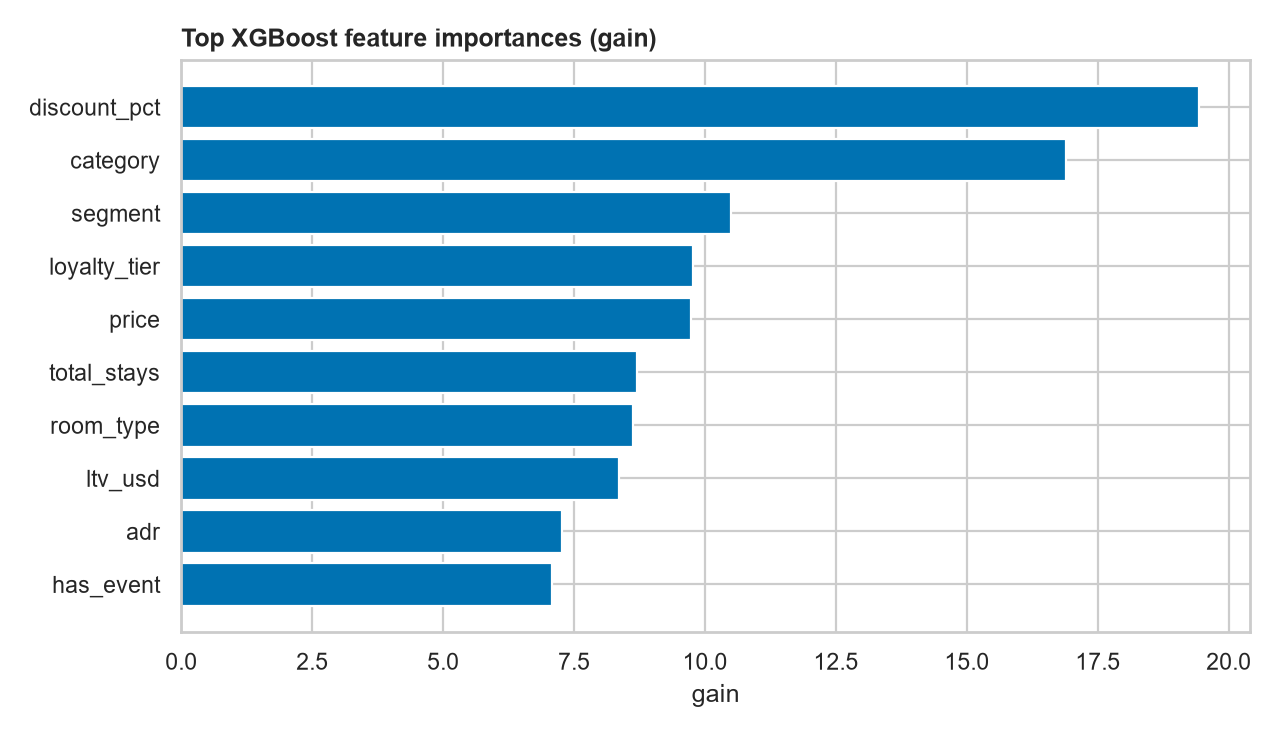 Top XGBoost feature importances (gain)
discount_pct
category
segment
loyalty_tier
price
total_stays
room_type
ltv_usd
adr
has_event
0.0 2.5 5.0 7.5 10.0 12.5 15.0 17.5 20.0
gain